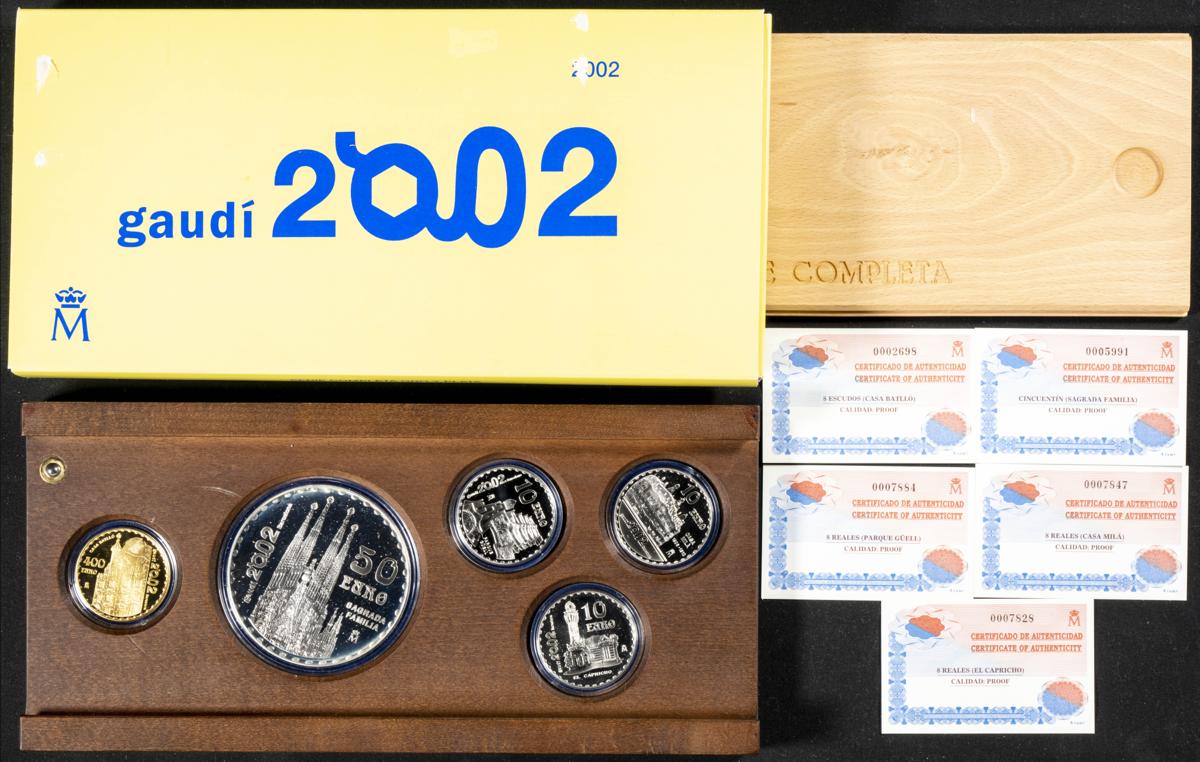 2002
gaudí 2002
M
E COMPLETA
0002698
M
CERTIFICADO DE AUTENTICIDAD
CERTIFICATE OF AUTHENTICITY
8 ESCUDOS (CASA BATLLÓ)
CALIDAD: PROOF
0005991
M
CERTIFICADO DE AUTENTICIDAD
CERTIFICATE OF AUTHENTICITY
CINCUENTÍN (SAGRADA FAMILIA)
CALIDAD: PROOF
0007884
M
CERTIFICADO DE AUTENTICIDAD
CERTIFICATE OF AUTHENTICITY
8 REALES (PARQUE GÜELL)
CALIDAD: PROOF
0007847
M
CERTIFICADO DE AUTENTICIDAD
CERTIFICATE OF AUTHENTICITY
8 REALES (CASA MILÁ)
CALIDAD: PROOF
0007828
M
CERTIFICADO DE AUTENTICIDAD
CERTIFICATE OF AUTHENTICITY
8 REALES (EL CAPRICHO)
CALIDAD: PROOF
CASA BATLLÓ
400
EURO
2002
2002
50
EURO
SAGRADA
FAMILIA
M
2002
10
EURO
10
EURO
10
EURO
2002
EL CAPRICHO